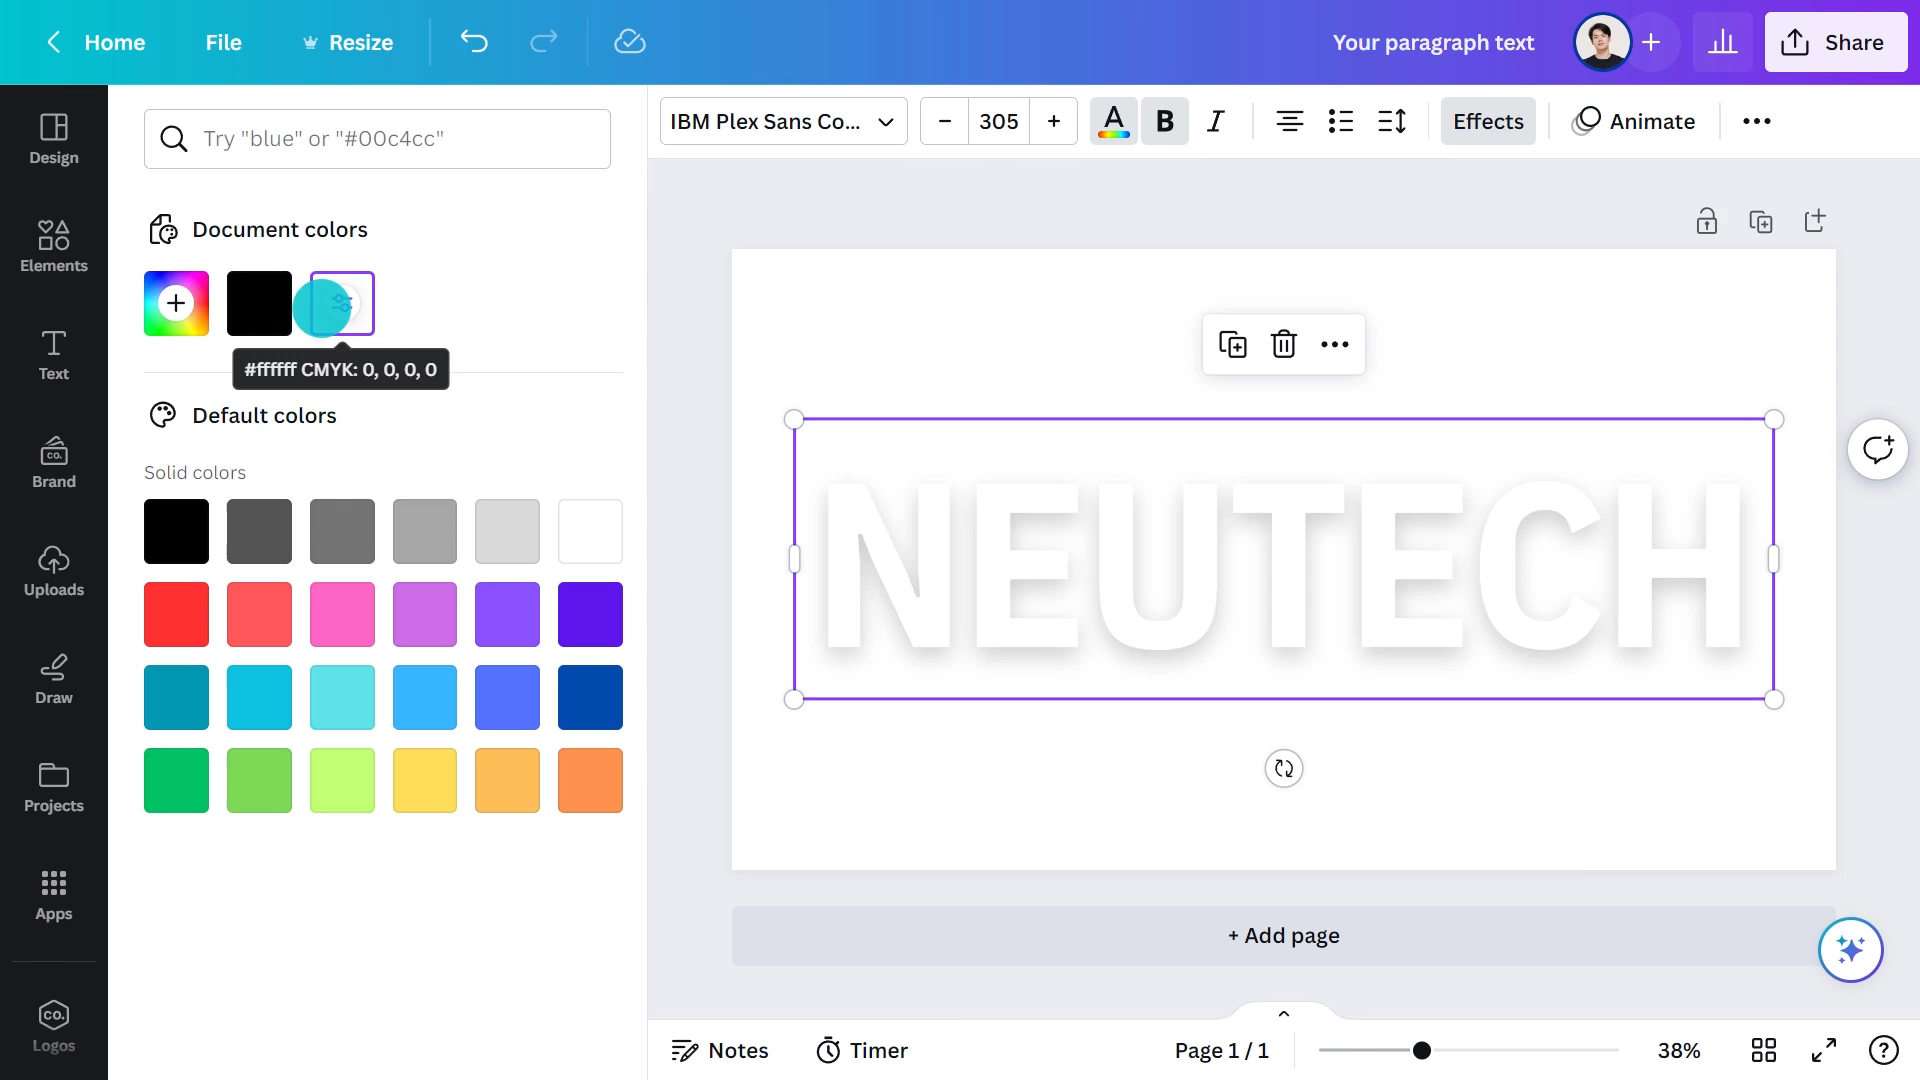 Home
File
Resize
Your paragraph text
Share
Design
Elements
Text
Brand
CO.
Uploads
Draw
Projects
Apps
CO.
Logos
Try "blue" or "#00c4cc"
Document colors
#ffffff CMYK: 0, 0, 0, 0
Default colors
Solid colors
IBM Plex Sans Co...
− 305 +
A
B
I
Effects
Animate
NEUTECH
+ Add page
Notes
Timer
Page 1 / 1
38%
?